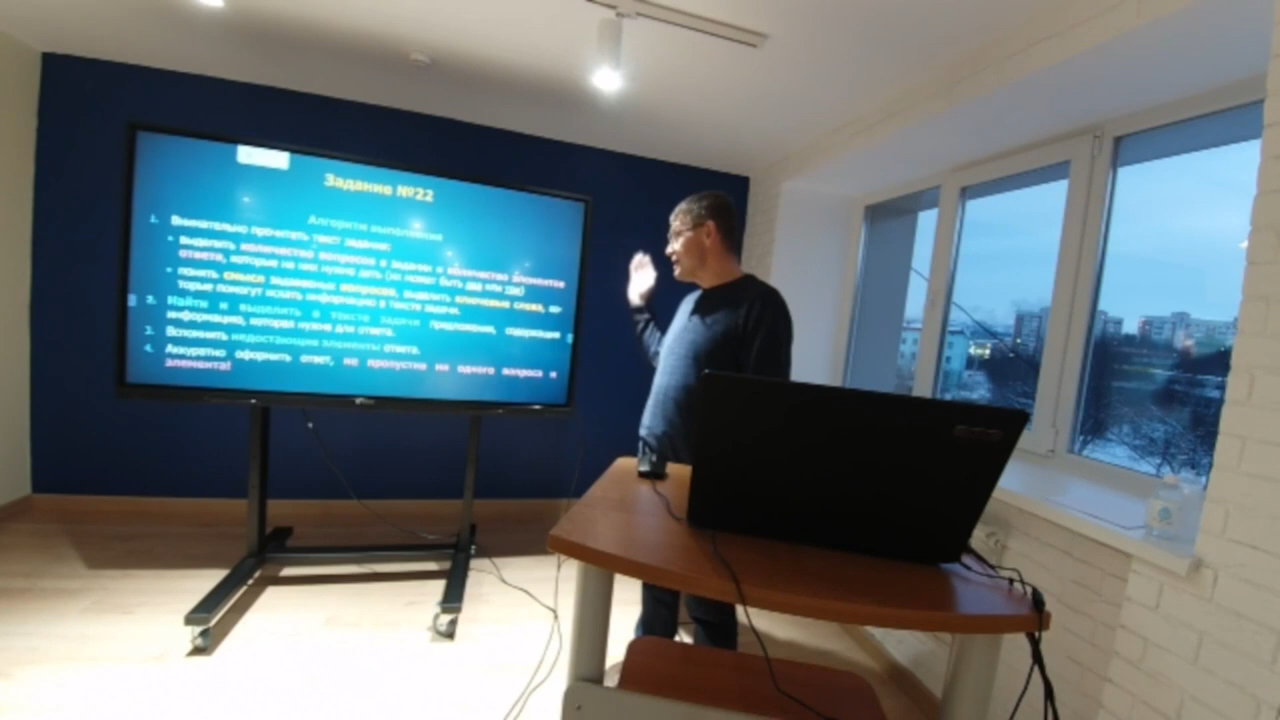 Задание №22
Алгоритм выполнения
1. Внимательно прочитать текст задачи:
- выделить количество вопросов в задаче и количество элементов
ответа, которые на них нужно дать (их может быть два или три)
- понять смысл задаваемых вопросов, выделить ключевые слова, ко-
торые помогут искать информацию в тексте задачи.
2. Найти и выделить в тексте задачи предложения, содержащие
информацию, которая нужна для ответа.
3. Вспомнить недостающие элементы ответа.
4. Аккуратно оформить ответ, не пропустив ни одного вопроса и
элемента!